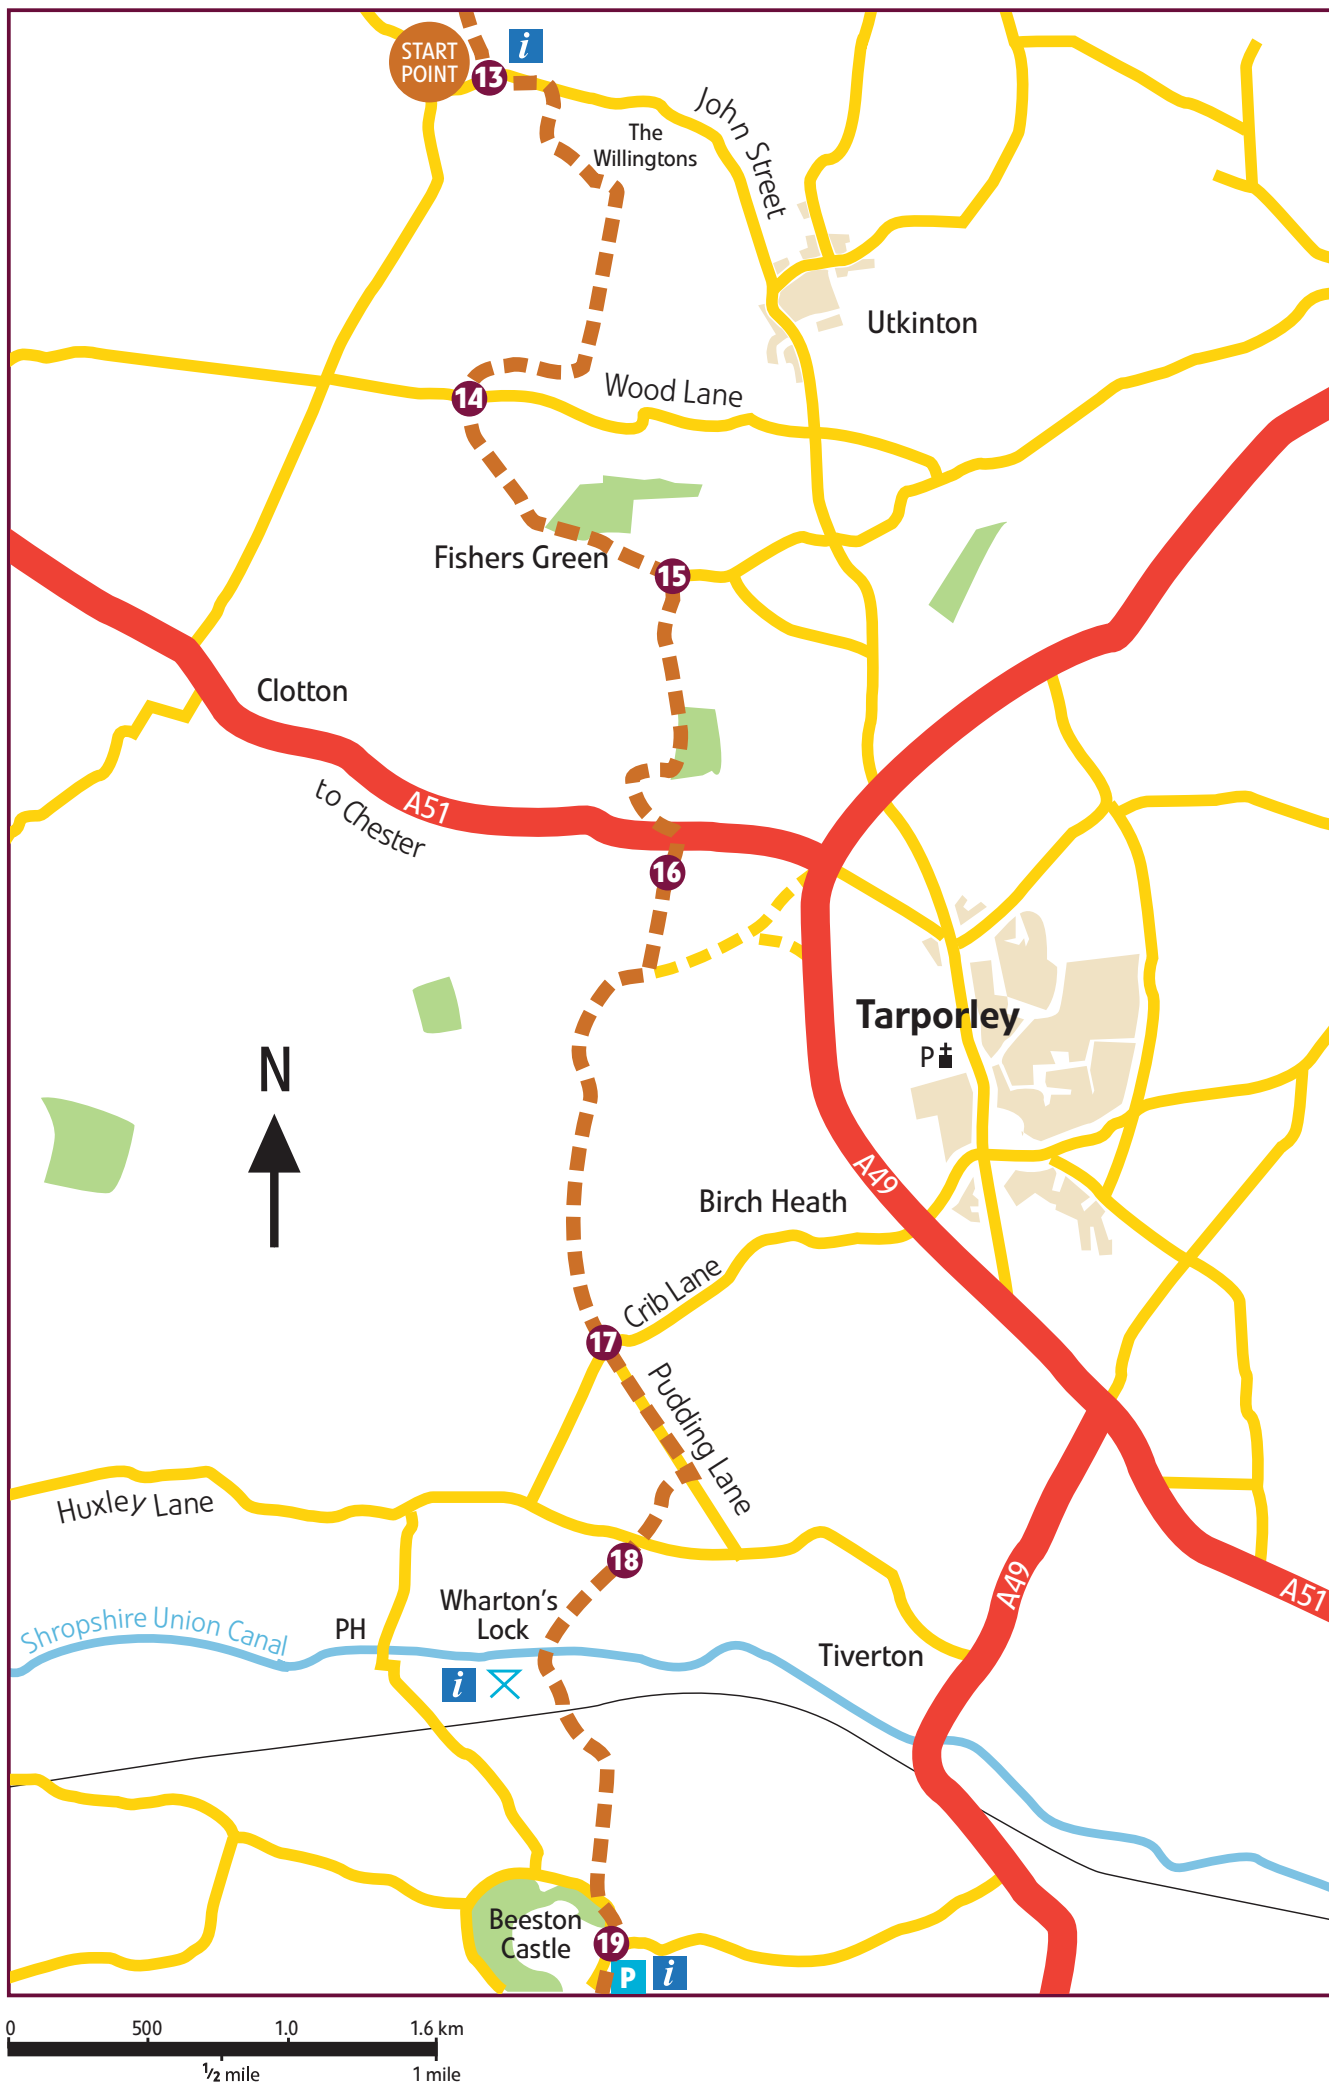 START
POINT
13
i
John Street
The
Willingtons
Utkinton
14
Wood Lane
Fishers Green
15
Clotton
to Chester
A51
16
Tarporley
P
N
A49
Birch Heath
Crib Lane
17
Pudding Lane
Huxley Lane
18
A49
A51
Wharton's
Lock
Shropshire Union Canal
PH
Tiverton
i
Beeston
Castle
19
P
i
0 500 1.0 1.6 km
1/2 mile 1 mile